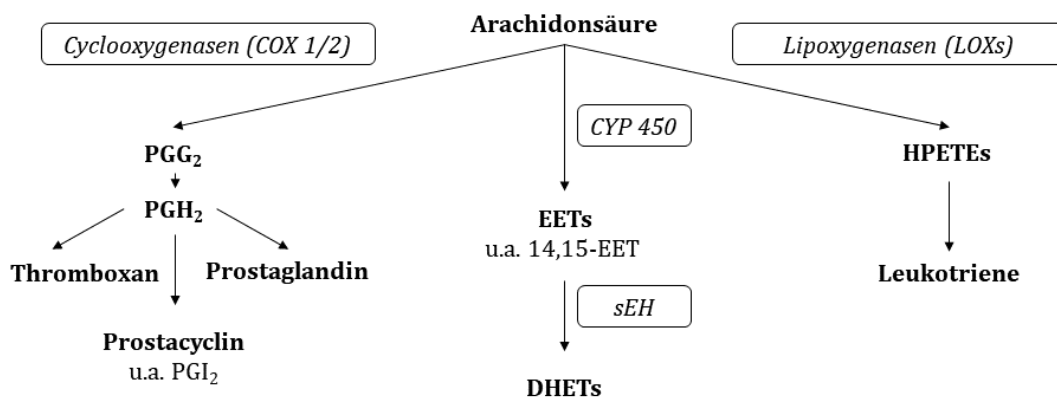 Arachidonsäure
Cyclooxygenasen (COX 1/2)
Lipoxygenasen (LOXs)
CYP 450
PGG₂
HPETEs
PGH₂
EETs
u.a. 14,15-EET
Thromboxan
Prostaglandin
Leukotriene
sEH
Prostacyclin
u.a. PGI₂
DHETs